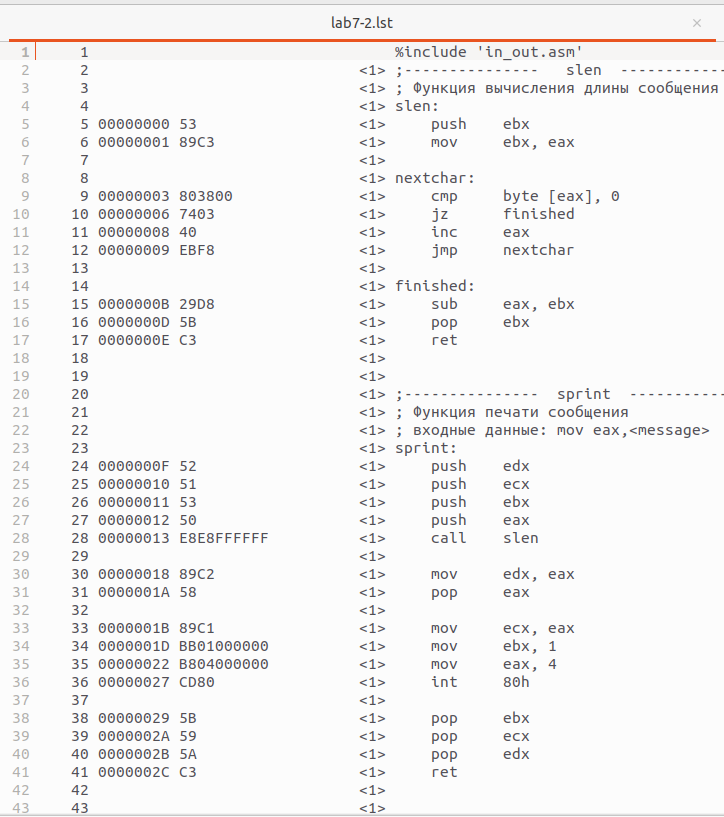 lab7-2.lst ×
1 1 %include 'in_out.asm'
2 2 <1> ;--------------- slen ------------
3 3 <1> ; Функция вычисления длины сообщения
4 4 <1> slen:
5 5 00000000 53 <1> push ebx
6 6 00000001 89C3 <1> mov ebx, eax
7 7 <1>
8 8 <1> nextchar:
9 9 00000003 803800 <1> cmp byte [eax], 0
10 10 00000006 7403 <1> jz finished
11 11 00000008 40 <1> inc eax
12 12 00000009 EBF8 <1> jmp nextchar
13 13 <1>
14 14 <1> finished:
15 15 0000000B 29D8 <1> sub eax, ebx
16 16 0000000D 5B <1> pop ebx
17 17 0000000E C3 <1> ret
18 18 <1>
19 19 <1>
20 20 <1> ;--------------- sprint -----------
21 21 <1> ; Функция печати сообщения
22 22 <1> ; входные данные: mov eax,<message>
23 23 <1> sprint:
24 24 0000000F 52 <1> push edx
25 25 00000010 51 <1> push ecx
26 26 00000011 53 <1> push ebx
27 27 00000012 50 <1> push eax
28 28 00000013 E8E8FFFFFF <1> call slen
29 29 <1>
30 30 00000018 89C2 <1> mov edx, eax
31 31 0000001A 58 <1> pop eax
32 32 <1>
33 33 0000001B 89C1 <1> mov ecx, eax
34 34 0000001D BB01000000 <1> mov ebx, 1
35 35 00000022 B804000000 <1> mov eax, 4
36 36 00000027 CD80 <1> int 80h
37 37 <1>
38 38 00000029 5B <1> pop ebx
39 39 0000002A 59 <1> pop ecx
40 40 0000002B 5A <1> pop edx
41 41 0000002C C3 <1> ret
42 42 <1>
43 43 <1>